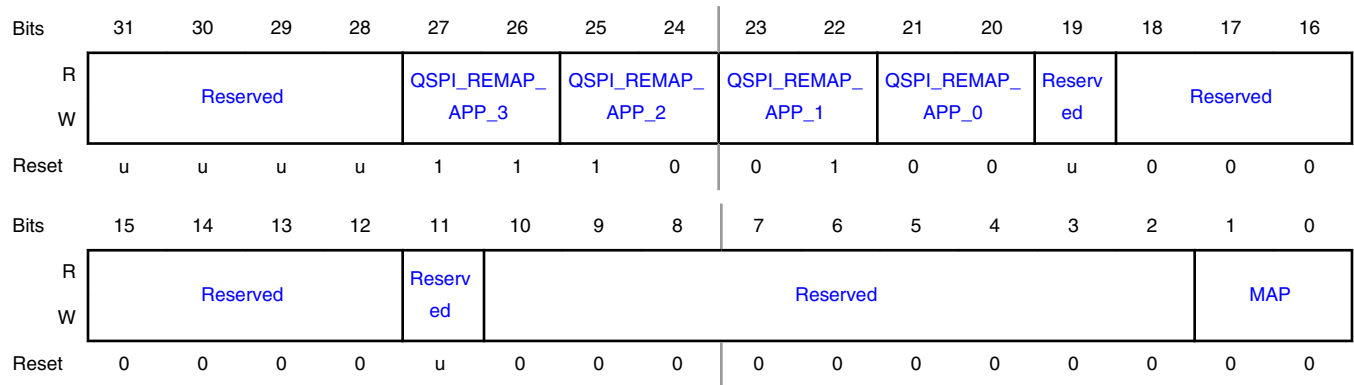 Bits 31 30 29 28 27 26 25 24 23 22 21 20 19 18 17 16
R
W
Reserved
QSPI_REMAP_
APP_3
QSPI_REMAP_
APP_2
QSPI_REMAP_
APP_1
QSPI_REMAP_
APP_0
Reserv
ed
Reserved
Reset u u u u 1 1 1 0 0 1 0 0 u 0 0 0
Bits 15 14 13 12 11 10 9 8 7 6 5 4 3 2 1 0
R
W
Reserved
Reserv
ed
Reserved
MAP
Reset 0 0 0 0 u 0 0 0 0 0 0 0 0 0 0 0